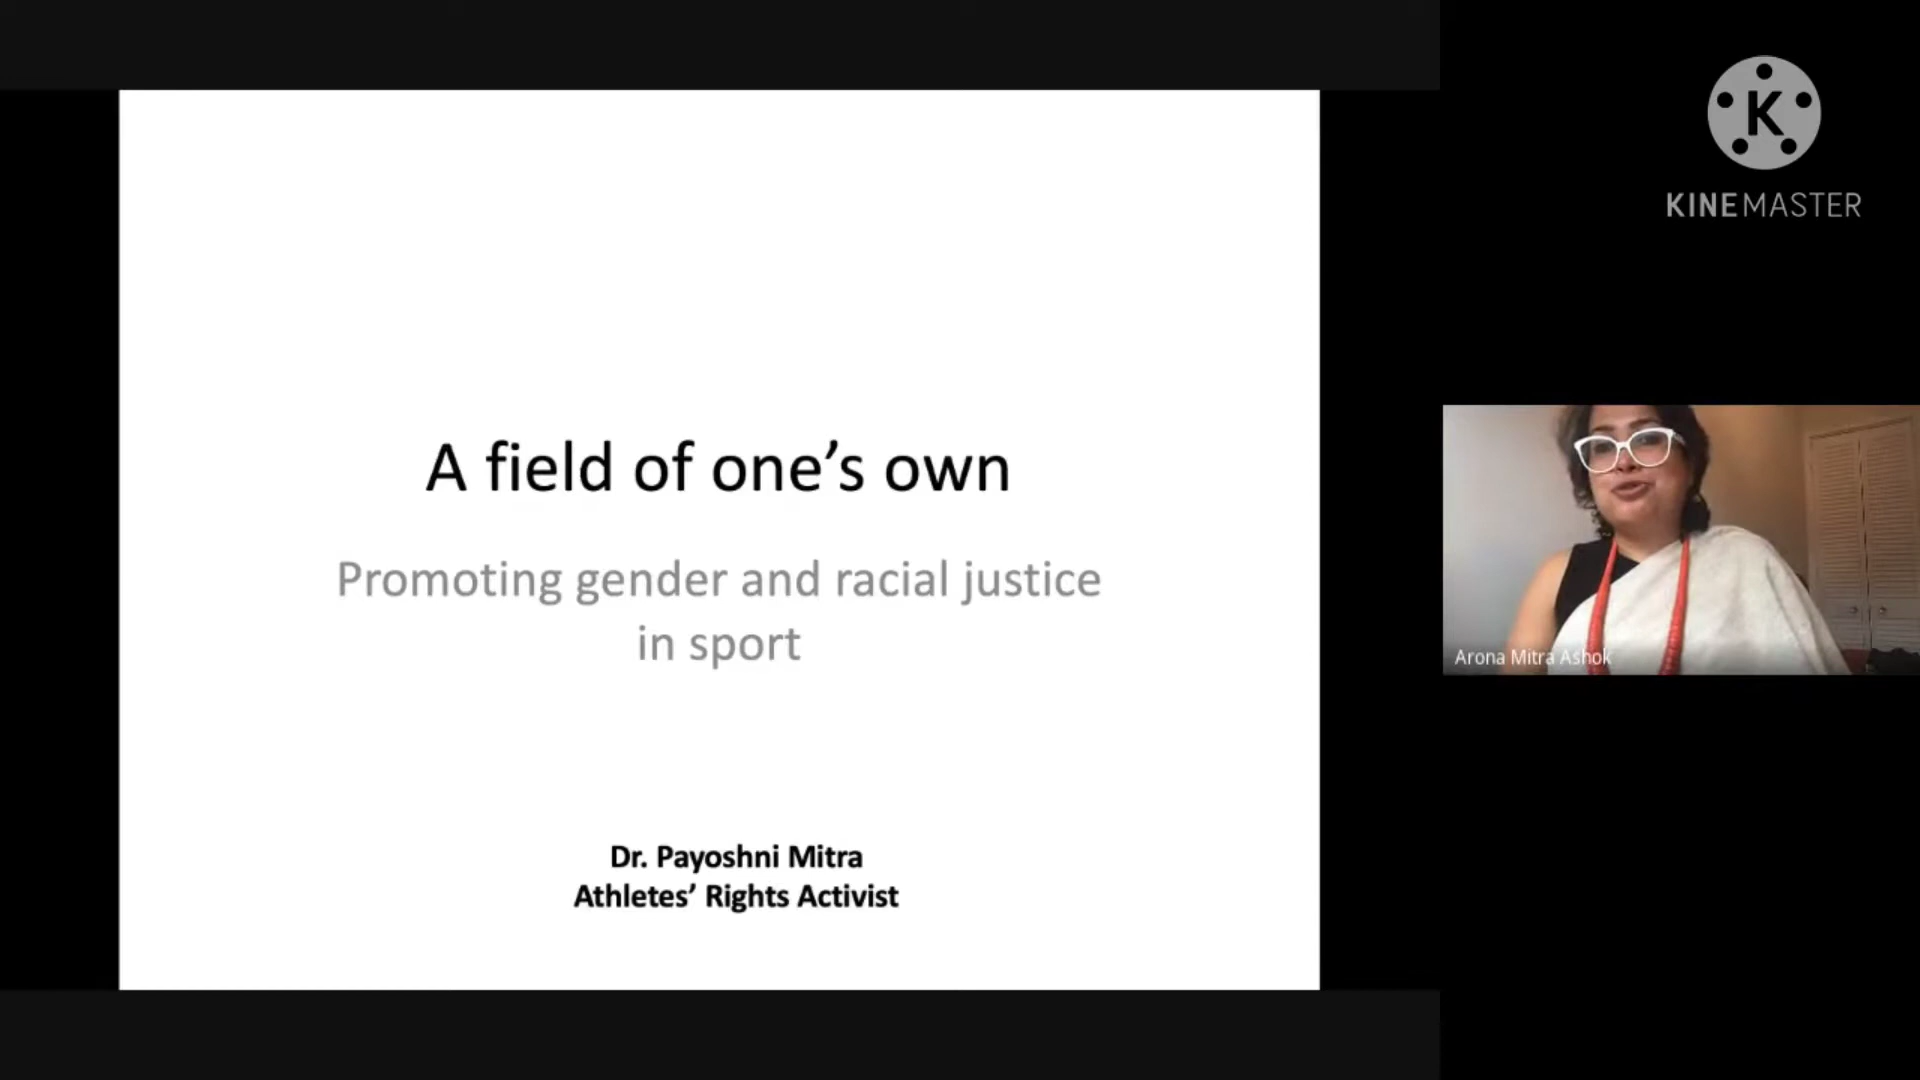 A field of one’s own
Promoting gender and racial justice
in sport
Dr. Payoshni Mitra
Athletes’ Rights Activist
K
KINEMASTER
Arona Mitra Ashok